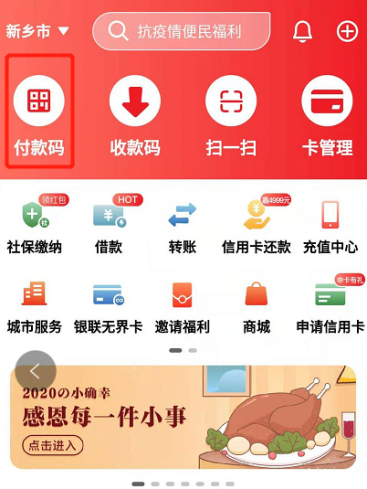 新乡市
抗疫情便民福利
付款码 收款码 扫一扫 卡管理
领红包 HOT 最4999元
社保缴纳 借款 转账 信用卡还款 充值中心
申卡有礼
城市服务 银联无界卡 邀请福利 商城 申请信用卡
2020の小确幸
感恩每一件小事
点击进入